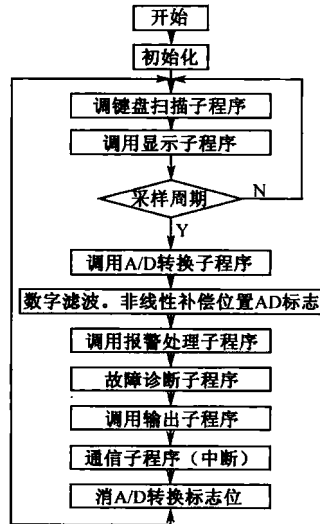 开始
初始化
调键盘扫描子程序
调用显示子程序
采样周期
N
Y
调用A/D转换子程序
数字滤波。非线性补偿位置AD标志
调用报警处理子程序
故障诊断子程序
调用输出子程序
通信子程序（中断）
消A/D转换标志位